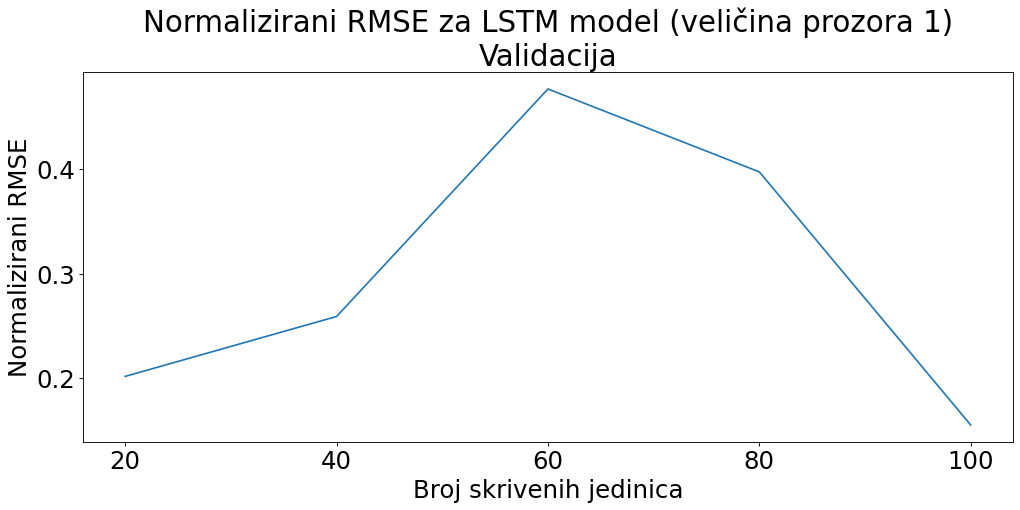 Normalizirani RMSE za LSTM model (veličina prozora 1)
Validacija
Normalizirani RMSE
0.4
0.3
0.2
20 40 60 80 100
Broj skrivenih jedinica